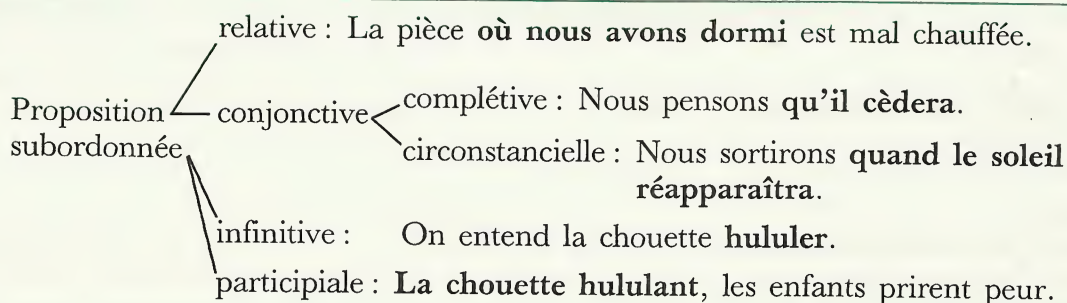 relative : La pièce où nous avons dormi est mal chauffée.
Proposition subordonnée
conjonctive
complétive : Nous pensons qu'il cèdera.
circonstancielle : Nous sortirons quand le soleil
réapparaîtra.
infinitive : On entend la chouette hululer.
participiale : La chouette hululant, les enfants prirent peur.